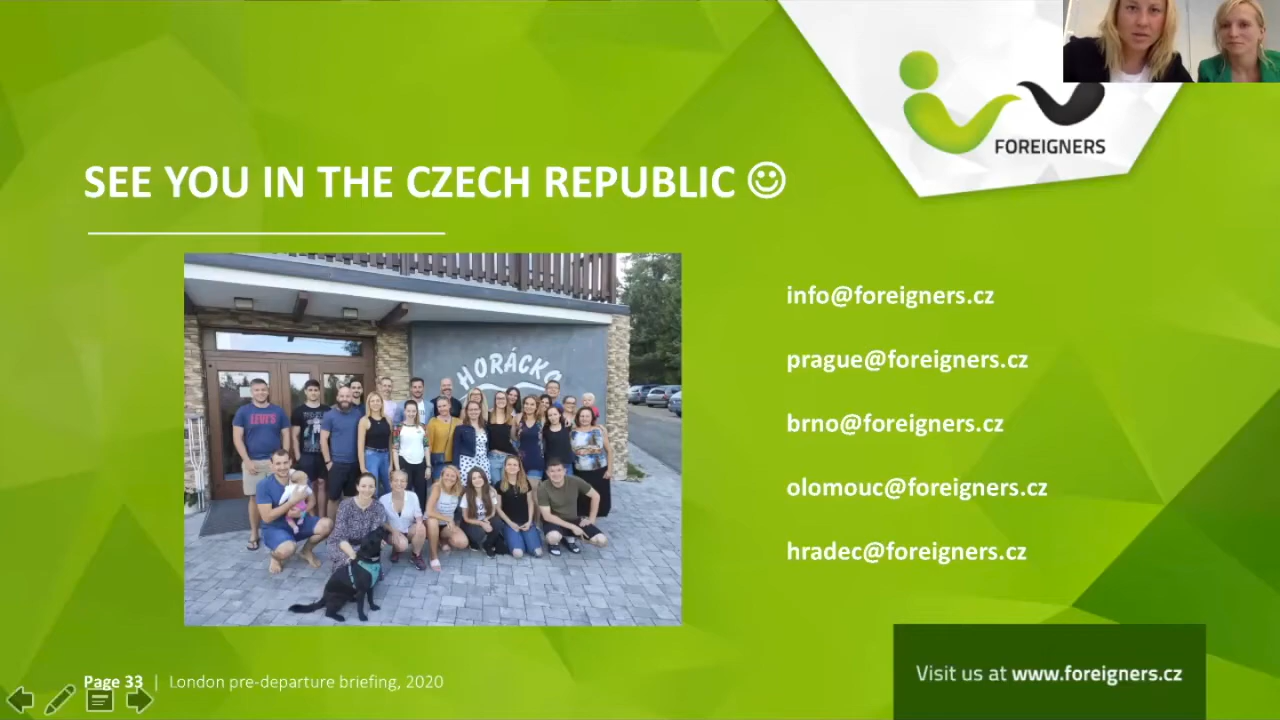 FOREIGNERS
SEE YOU IN THE CZECH REPUBLIC ☺
HORÁCKO
LEVI'S
info@foreigners.cz
prague@foreigners.cz
brno@foreigners.cz
olomouc@foreigners.cz
hradec@foreigners.cz
Page 33 | London pre-departure briefing, 2020
Visit us at www.foreigners.cz